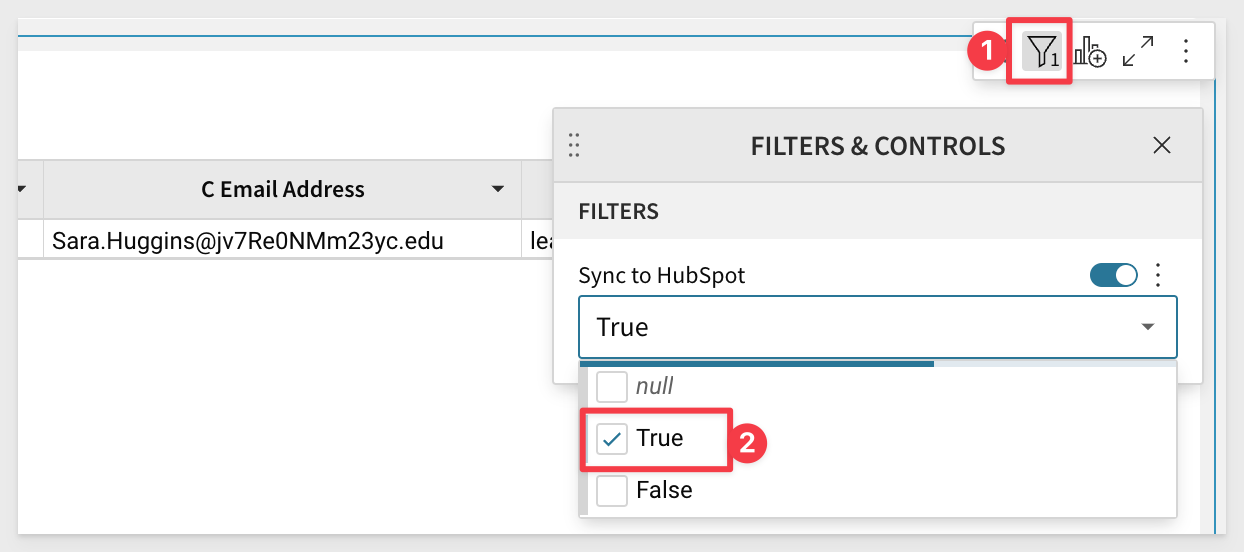 1
1
FILTERS & CONTROLS
C Email Address
FILTERS
Sara.Huggins@jv7Re0NMm23yc.edu lea
Sync to HubSpot
True
null
True
2
False